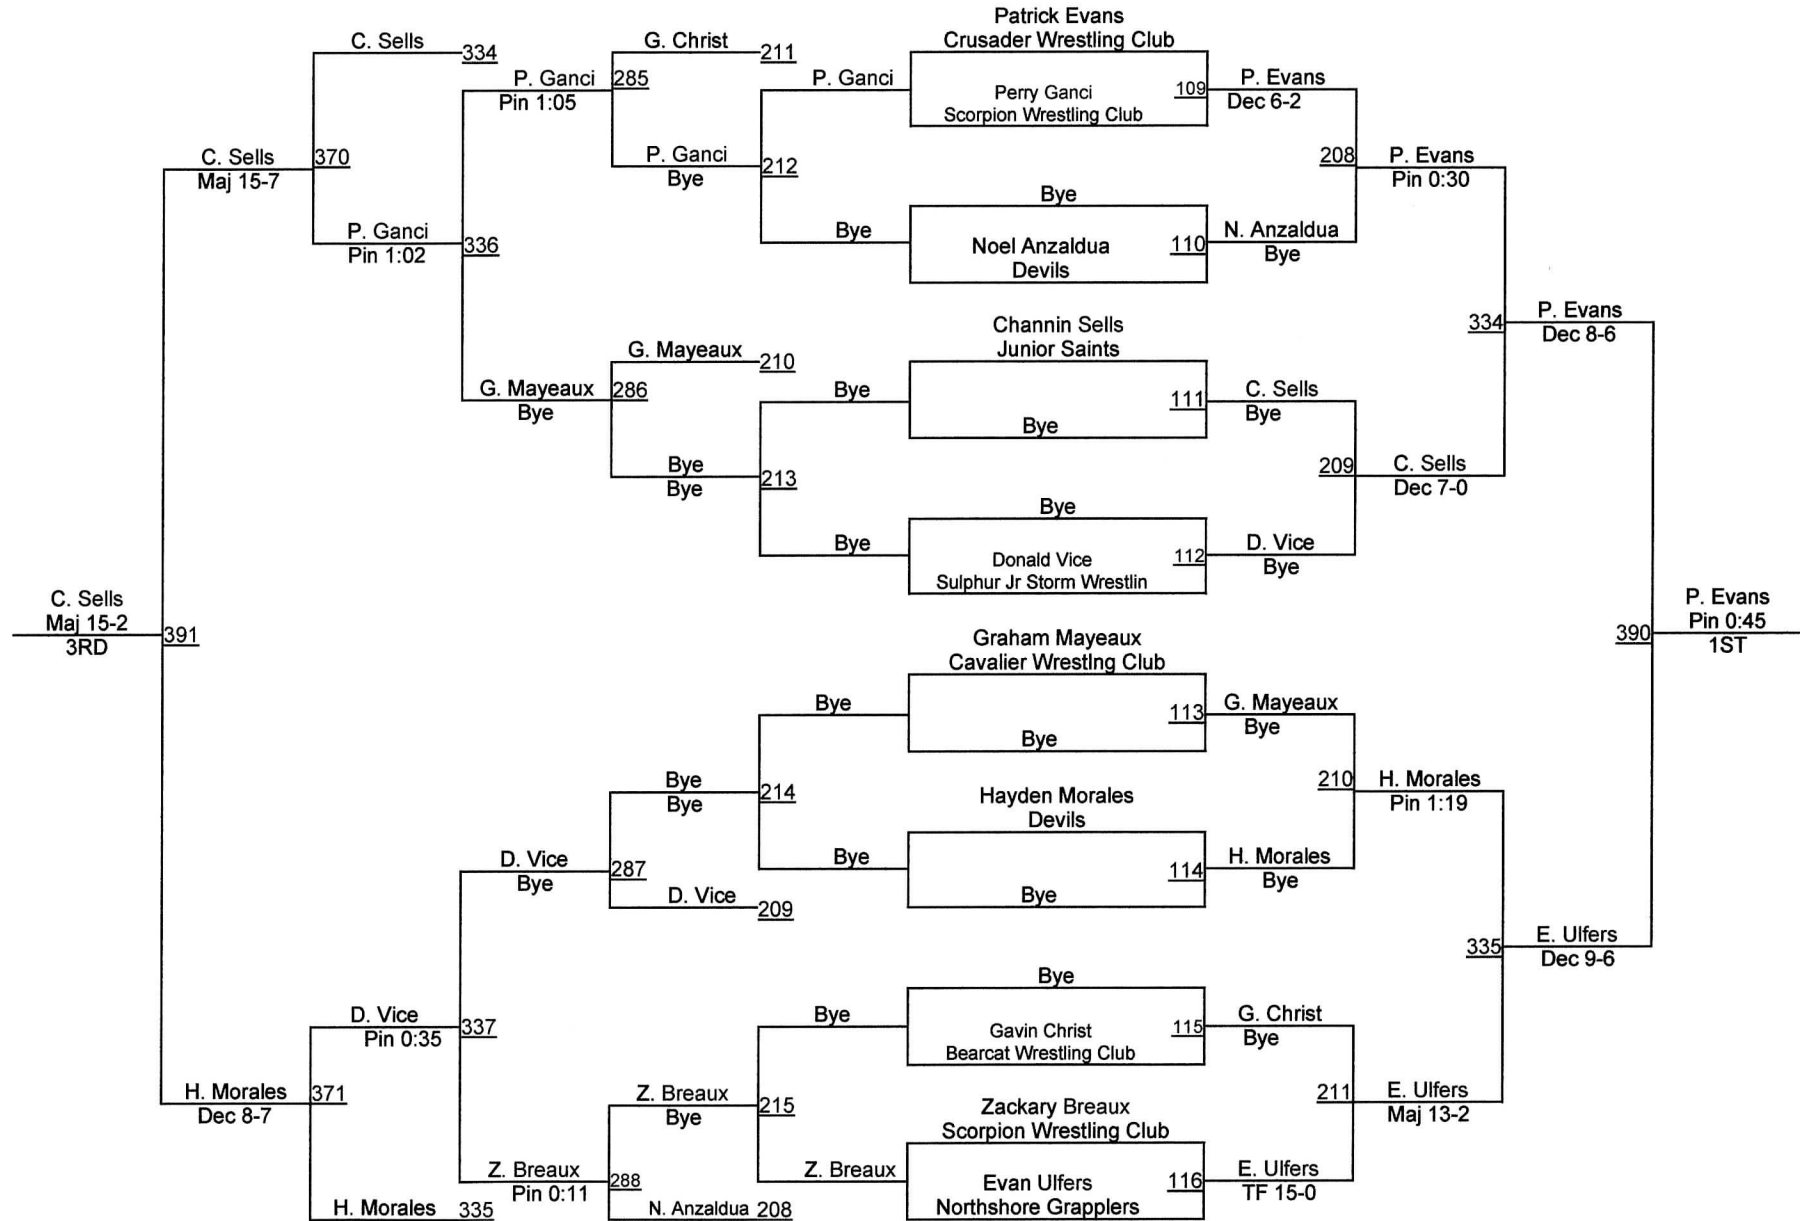 Patrick Evans
Crusader Wrestling Club
C. Sells
334
G. Christ
211
P. Ganci
Pin 1:05
285
P. Ganci
Perry Ganci
Scorpion Wrestling Club
109
P. Evans
Dec 6-2
C. Sells
Maj 15-7
370
P. Ganci
Bye
212
208
P. Evans
Pin 0:30
Bye
P. Ganci
Pin 1:02
336
Bye
Noel Anzaldua
Devils
110
N. Anzaldua
Bye
Channin Sells
Junior Saints
334
P. Evans
Dec 8-6
G. Mayeaux
210
G. Mayeaux
Bye
286
Bye
111
Bye
C. Sells
Bye
Bye
Bye
213
209
C. Sells
Dec 7-0
Bye
Bye
Donald Vice
Sulphur Jr Storm Wrestlin
112
D. Vice
Bye
C. Sells
Maj 15-2
3RD
391
390
P. Evans
Pin 0:45
1ST
Graham Mayeaux
Cavalier Wrestlng Club
Bye
113
Bye
G. Mayeaux
Bye
Bye
Bye
214
Hayden Morales
Devils
210
H. Morales
Pin 1:19
D. Vice
Bye
287
Bye
114
Bye
H. Morales
Bye
D. Vice
209
335
E. Ulfers
Dec 9-6
Bye
D. Vice
Pin 0:35
337
Bye
Gavin Christ
Bearcat Wrestling Club
115
G. Christ
Bye
H. Morales
Dec 8-7
371
Z. Breaux
Bye
215
Zackary Breaux
Scorpion Wrestling Club
211
E. Ulfers
Maj 13-2
Z. Breaux
Pin 0:11
288
Z. Breaux
Evan Ulfers
Northshore Grapplers
116
E. Ulfers
TF 15-0
H. Morales
335
N. Anzaldua
208